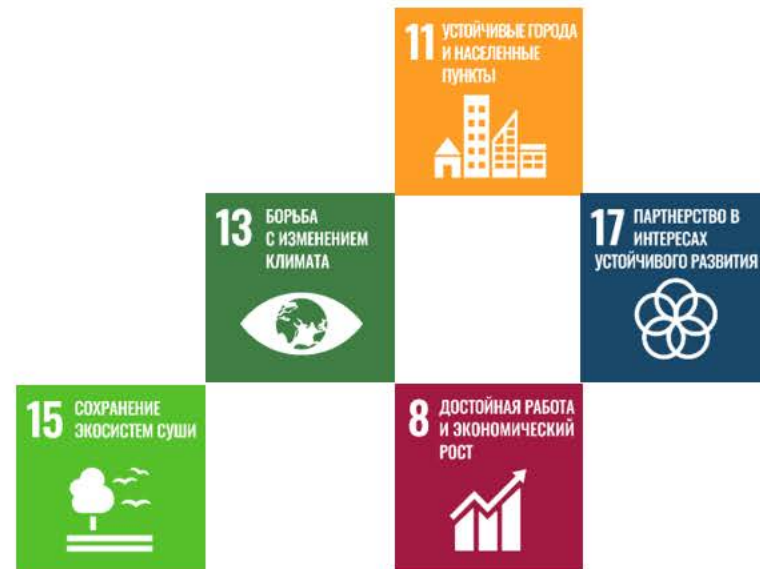 11 УСТОЙЧИВЫЕ ГОРОДА
И НАСЕЛЕННЫЕ
ПУНКТЫ
13 БОРЬБА
С ИЗМЕНЕНИЕМ
КЛИМАТА
17 ПАРТНЕРСТВО В
ИНТЕРЕСАХ
УСТОЙЧИВОГО РАЗВИТИЯ
15 СОХРАНЕНИЕ
ЭКОСИСТЕМ СУШИ
8 ДОСТОЙНАЯ РАБОТА
И ЭКОНОМИЧЕСКИЙ
РОСТ